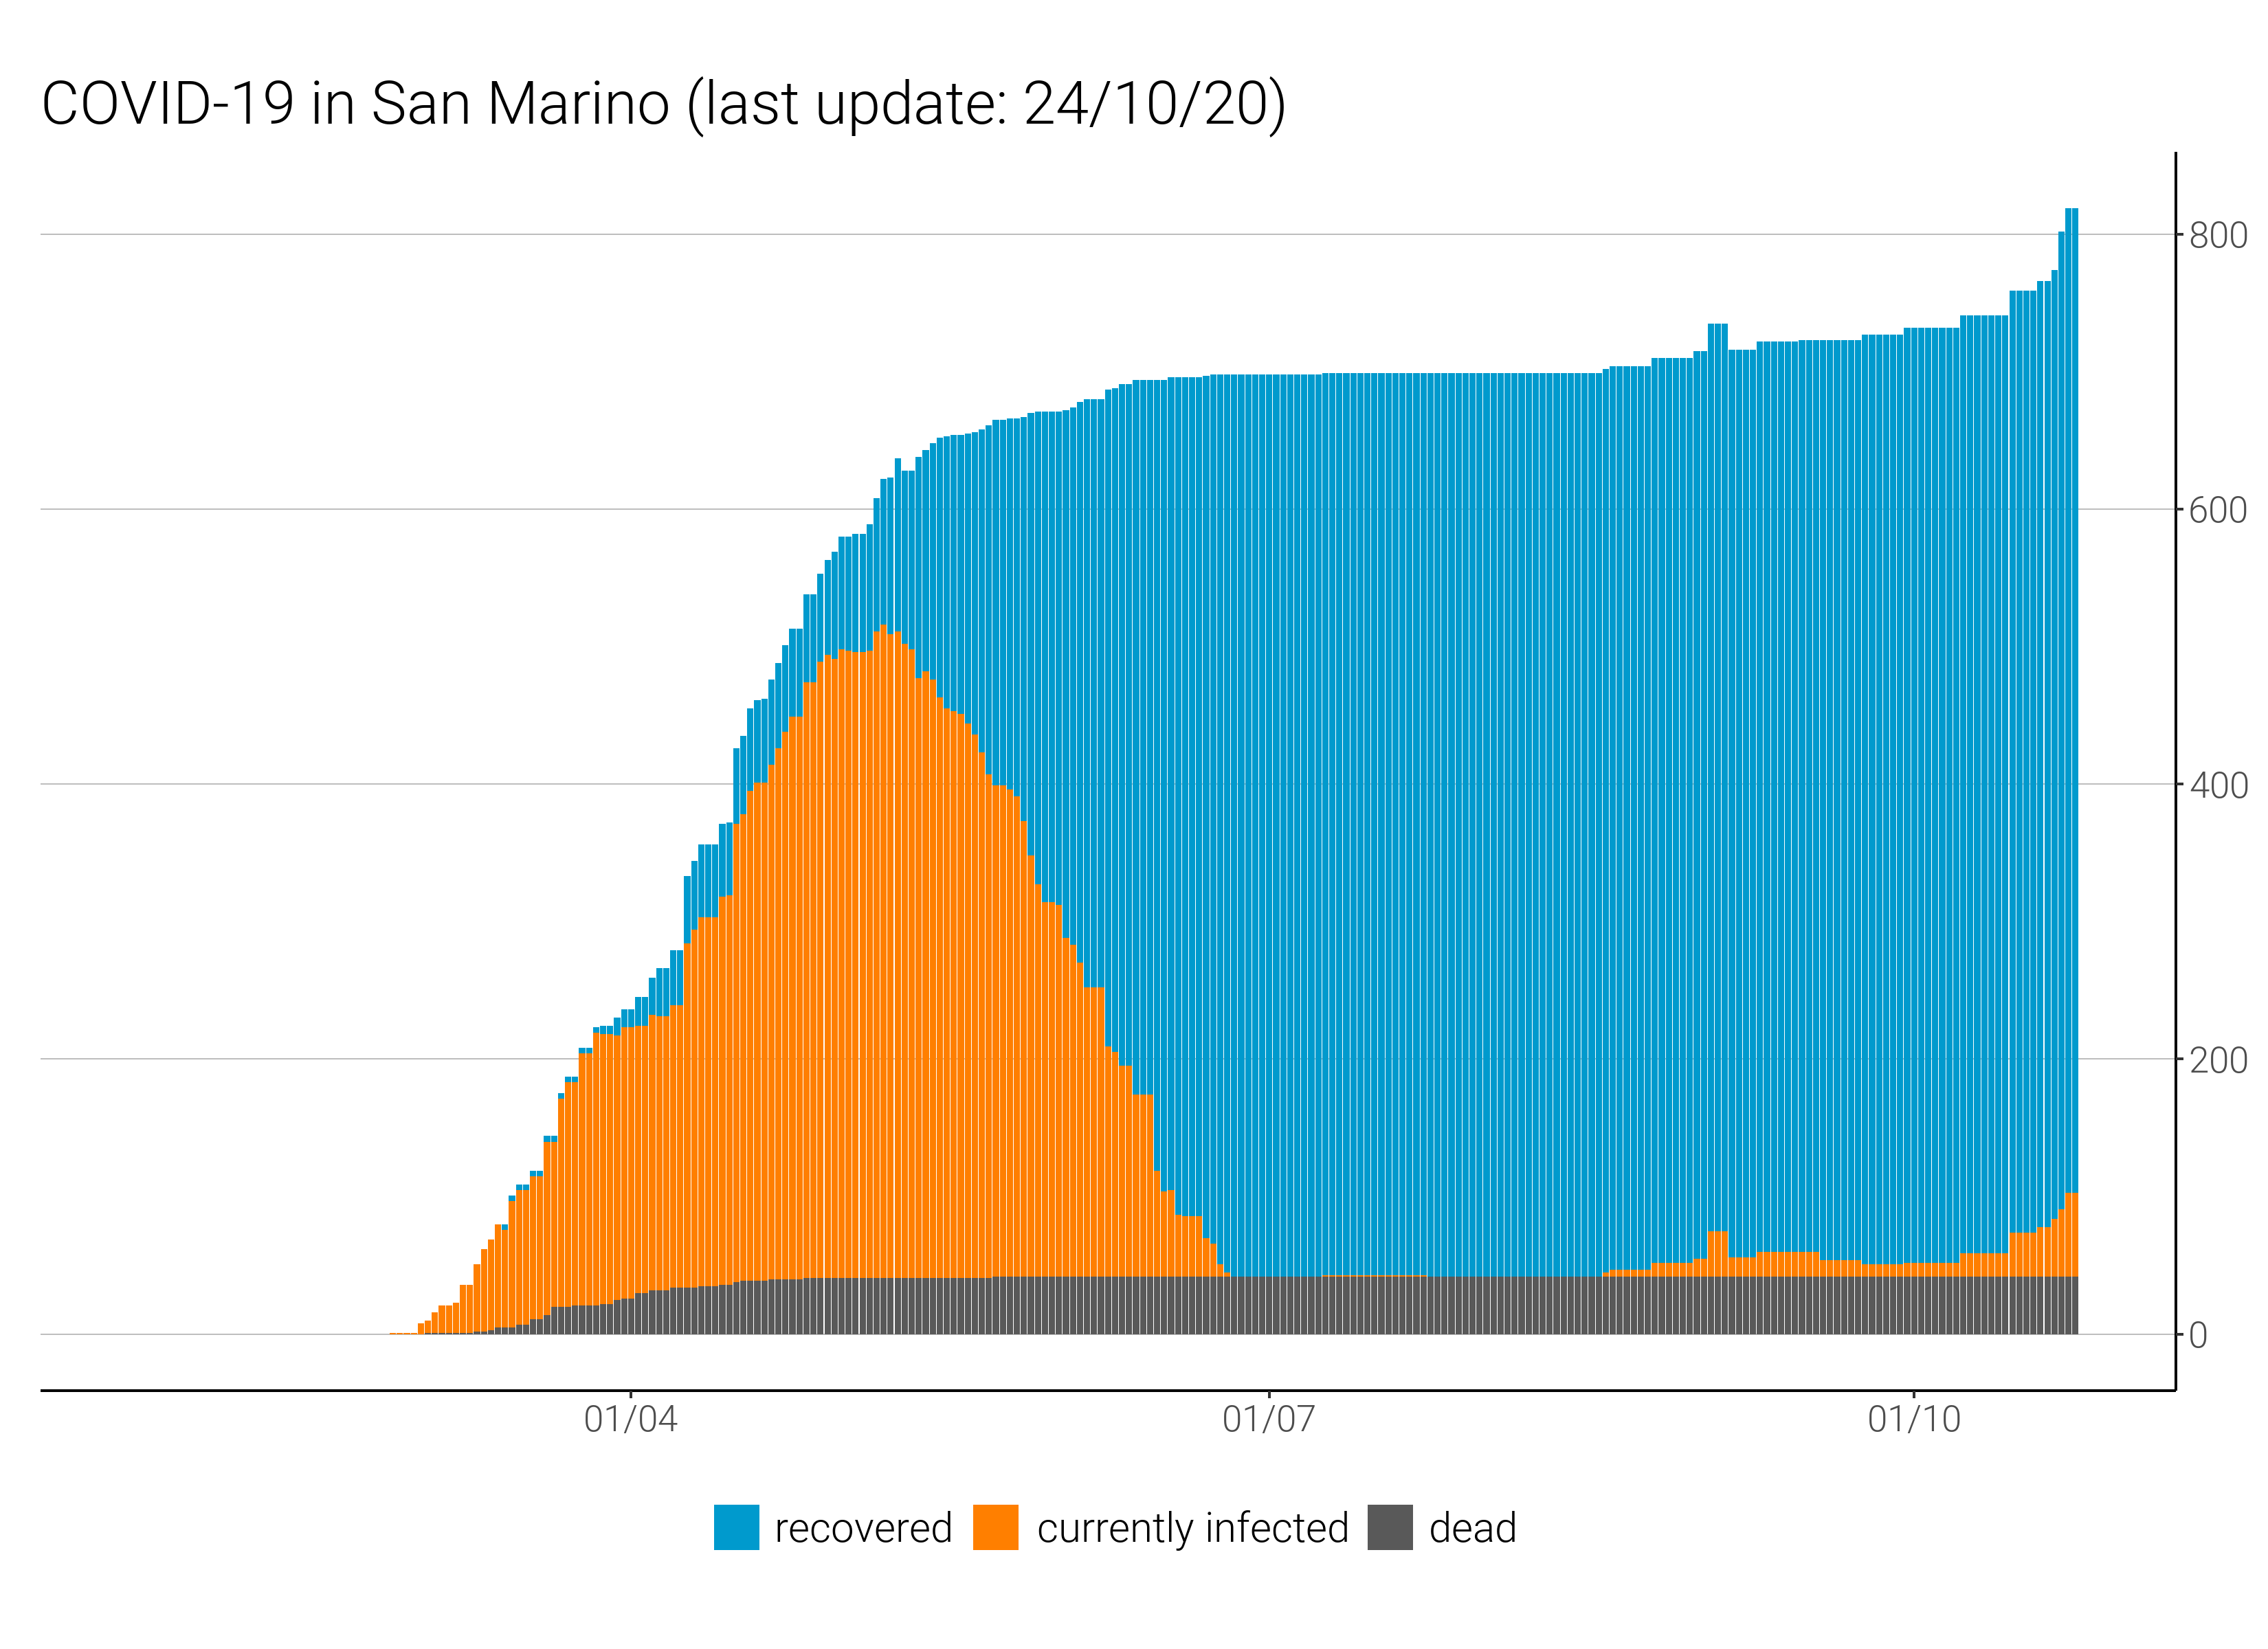 COVID-19 in San Marino (last update: 24/10/20)
800
600
400
200
0
01/04 01/07 01/10
recovered currently infected dead